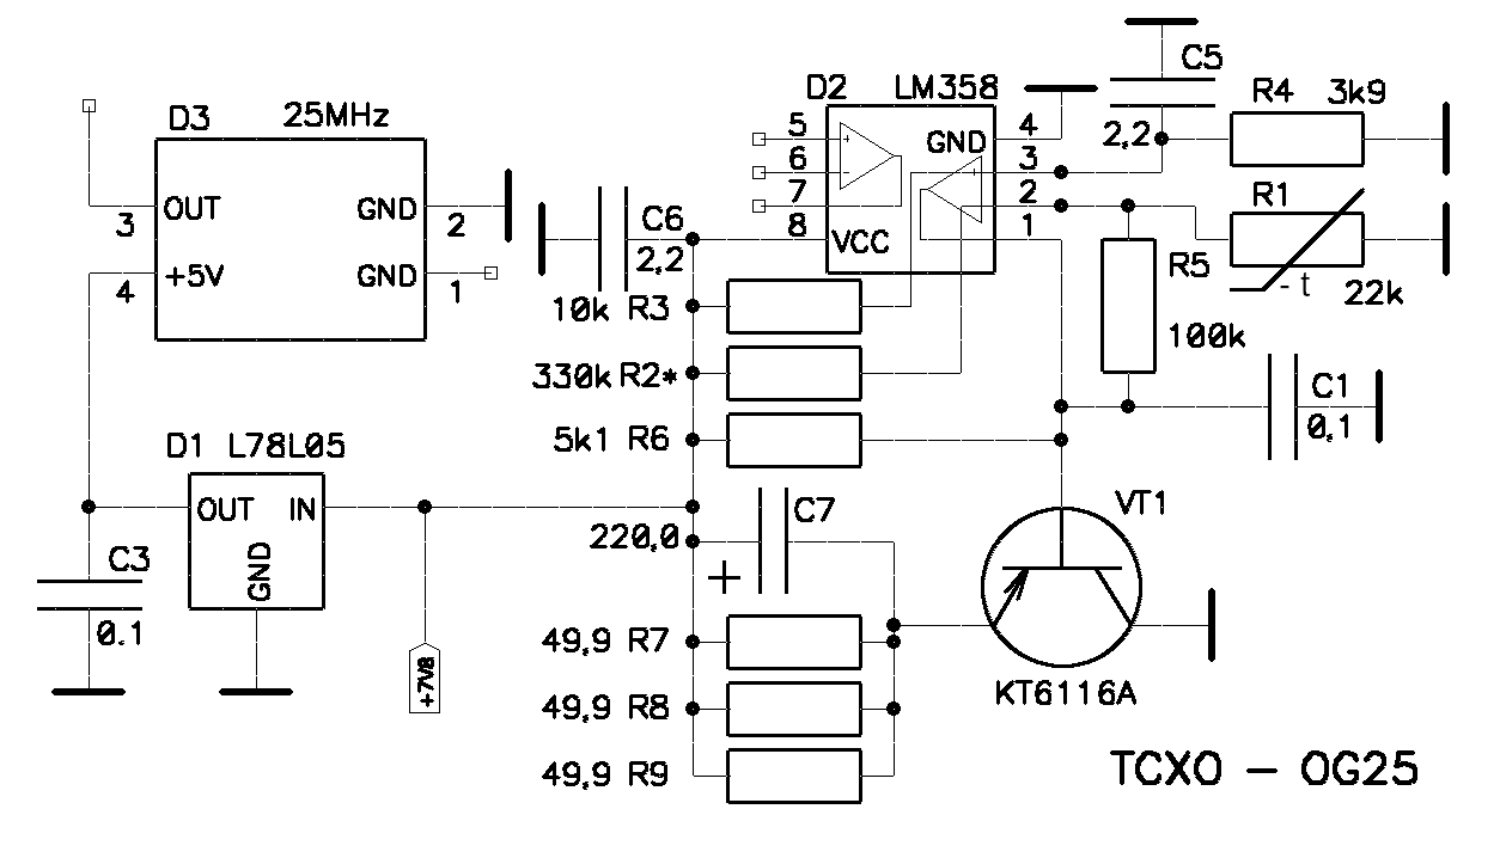 C5
D2 LM358
R4 3k9
D3 25MHz
5 GND 4 2,2
6 3
7 2 R1
8 VCC 1
3 OUT GND 2
C6
2,2
4 +5V GND 1
R5
-t 22k
10k R3
100k
330k R2*
C1
0,1
5k1 R6
D1 L78L05
OUT IN
GND
C7
VT1
220,0
+
C3
0.1
49,9 R7
+7V8
49,9 R8
KT6116A
49,9 R9
TCXO – OG25